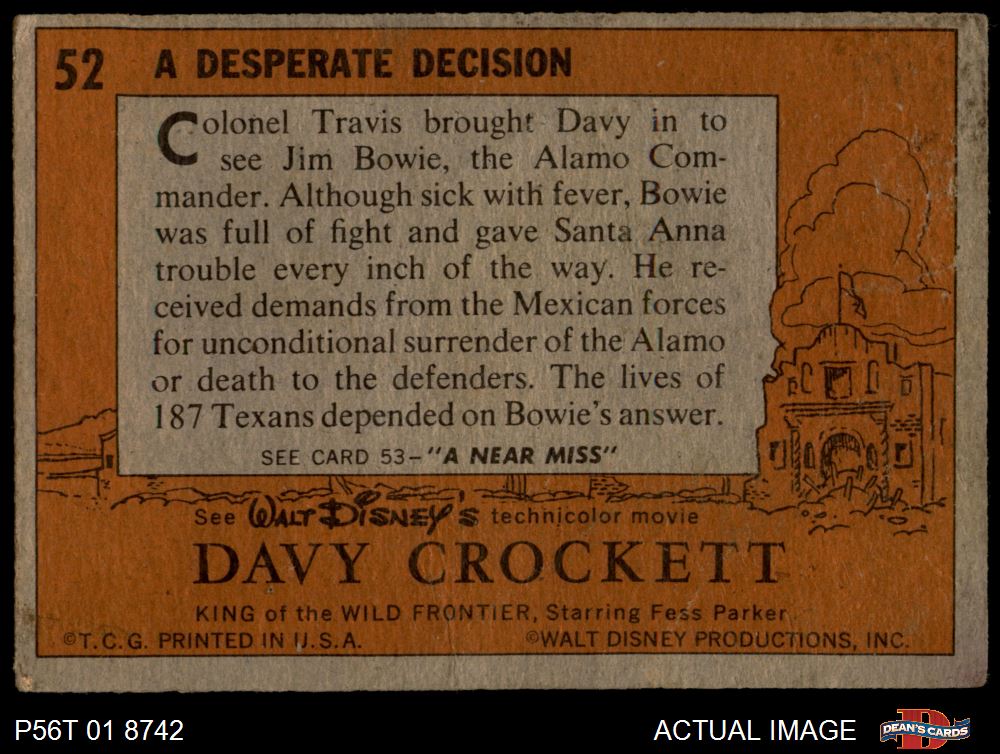 52 A DESPERATE DECISION
Colonel Travis brought Davy in to
see Jim Bowie, the Alamo Com-
mander. Although sick with fever, Bowie
was full of fight and gave Santa Anna
trouble every inch of the way. He re-
ceived demands from the Mexican forces
for unconditional surrender of the Alamo
or death to the defenders. The lives of
187 Texans depended on Bowie's answer.
SEE CARD 53-"A NEAR MISS"
See WALT DISNEY'S technicolor movie
DAVY CROCKETT
KING of the WILD FRONTIER, Starring Fess Parker
©T.C.G. PRINTED IN U.S.A. ©WALT DISNEY PRODUCTIONS, INC.
P56T 01 8742 ACTUAL IMAGE DEAN'S CARDS